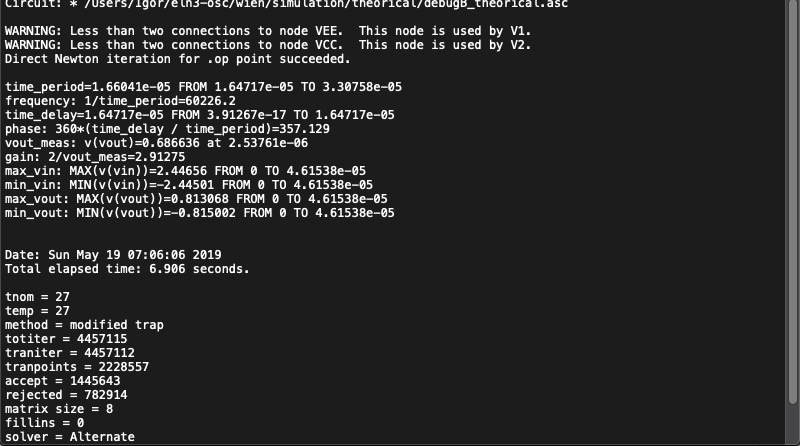 Circuit: * /Users/Igor/eln3-osc/wien/simulation/theorical/debugB_theorical.asc
WARNING: Less than two connections to node VEE.  This node is used by V1.
WARNING: Less than two connections to node VCC.  This node is used by V2.
Direct Newton iteration for .op point succeeded.
time_period=1.66041e-05 FROM 1.64717e-05 TO 3.30758e-05
frequency: 1/time_period=60226.2
time_delay=1.64717e-05 FROM 3.91267e-17 TO 1.64717e-05
phase: 360*(time_delay / time_period)=357.129
vout_meas: v(vout)=0.686636 at 2.53761e-06
gain: 2/vout_meas=2.91275
max_vin: MAX(v(vin))=2.44656 FROM 0 TO 4.61538e-05
min_vin: MIN(v(vin))=-2.44501 FROM 0 TO 4.61538e-05
max_vout: MAX(v(vout))=0.813068 FROM 0 TO 4.61538e-05
min_vout: MIN(v(vout))=-0.815002 FROM 0 TO 4.61538e-05
Date: Sun May 19 07:06:06 2019
Total elapsed time: 6.906 seconds.
tnom = 27
temp = 27
method = modified trap
totiter = 4457115
traniter = 4457112
tranpoints = 2228557
accept = 1445643
rejected = 782914
matrix size = 8
fillins = 0
solver = Alternate